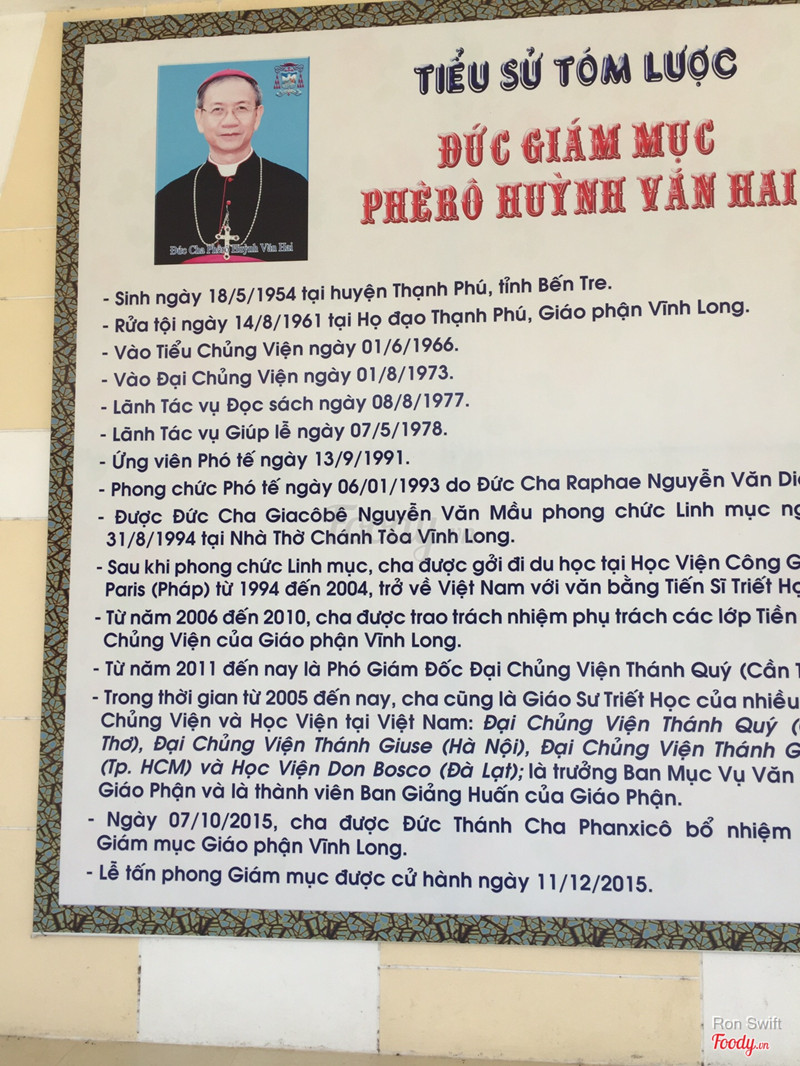 TIỂU SỬ TÓM LƯỢC
ĐỨC GIÁM MỤC
PHÊRÔ HUỲNH VĂN HAI
Đức Cha Phêrô Huỳnh Văn Hai
- Sinh ngày 18/5/1954 tại huyện Thạnh Phú, tỉnh Bến Tre.
- Rửa tội ngày 14/8/1961 tại Họ đạo Thạnh Phú, Giáo phận Vĩnh Long.
- Vào Tiểu Chủng Viện ngày 01/6/1966.
- Vào Đại Chủng Viện ngày 01/8/1973.
- Lãnh Tác vụ Đọc sách ngày 08/8/1977.
- Lãnh Tác vụ Giúp lễ ngày 07/5/1978.
- Ứng viên Phó tế ngày 13/9/1991.
- Phong chức Phó tế ngày 06/01/1993 do Đức Cha Raphae Nguyễn Văn
- Được Đức Cha Giacôbê Nguyễn Văn Mầu phong chức Linh mục
31/8/1994 tại Nhà Thờ Chánh Tòa Vĩnh Long.
- Sau khi phong chức Linh mục, cha được gởi đi du học tại Học Viện Công
Paris (Pháp) từ 1994 đến 2004, trở về Việt Nam với văn bằng Tiến Sĩ Triết
- Từ năm 2006 đến 2010, cha được trao trách nhiệm phụ trách các lớp Tiền
Chủng Viện của Giáo phận Vĩnh Long.
- Từ năm 2011 đến nay là Phó Giám Đốc Đại Chủng Viện Thánh Quý (Cần
- Trong thời gian từ 2005 đến nay, cha cũng là Giáo Sư Triết Học của nhiều
Chủng Viện và Học Viện tại Việt Nam: Đại Chủng Viện Thánh Quý
Thơ), Đại Chủng Viện Thánh Giuse (Hà Nội), Đại Chủng Viện Thánh
(Tp. HCM) và Học Viện Don Bosco (Đà Lạt); là trưởng Ban Mục Vụ Văn
Giáo Phận và là thành viên Ban Giảng Huấn của Giáo Phận.
- Ngày 07/10/2015, cha được Đức Thánh Cha Phanxicô bổ nhiệm
Giám mục Giáo phận Vĩnh Long.
- Lễ tấn phong Giám mục được cử hành ngày 11/12/2015.
Foody.vn
Ron Swift
Foody.vn